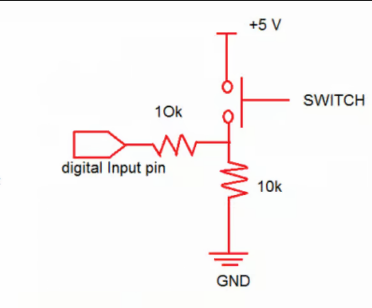 +5 V
SWITCH
10k
digital Input pin
10k
GND